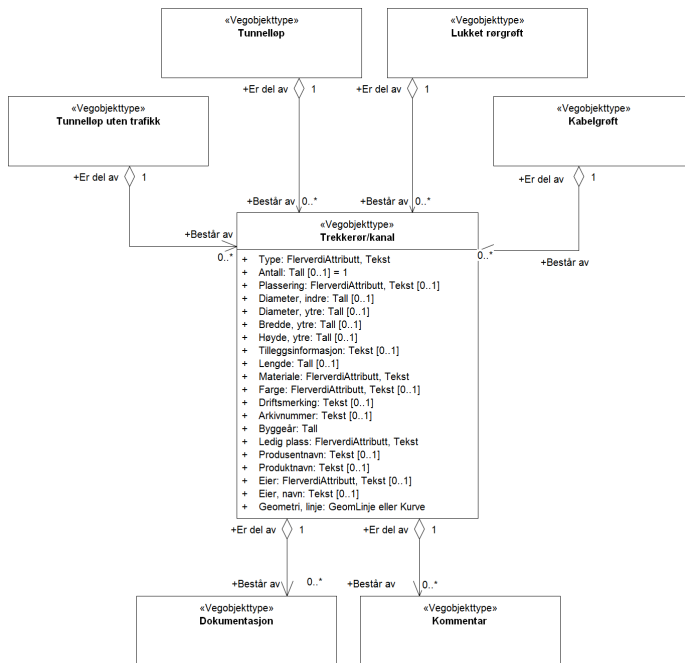 «Vegobjekttype»
Tunnelløp
«Vegobjekttype»
Lukket rørgrøft
+Er del av 1
+Er del av 1
«Vegobjekttype»
Tunnelløp uten trafikk
«Vegobjekttype»
Kabelgrøft
+Er del av 1
+Er del av 1
+Består av 0..*
+Består av 0..*
+Består av
0..*
0..*
+Består av
«Vegobjekttype»
Trekkerør/kanal
+ Type: FlerverdiAttributt, Tekst
+ Antall: Tall [0..1] = 1
+ Plassering: FlerverdiAttributt, Tekst [0..1]
+ Diameter, indre: Tall [0..1]
+ Diameter, ytre: Tall [0..1]
+ Bredde, ytre: Tall [0..1]
+ Høyde, ytre: Tall [0..1]
+ Tilleggsinformasjon: Tekst [0..1]
+ Lengde: Tall [0..1]
+ Materiale: FlerverdiAttributt, Tekst
+ Farge: FlerverdiAttributt, Tekst [0..1]
+ Driftsmerking: Tekst [0..1]
+ Arkivnummer: Tekst [0..1]
+ Byggeår: Tall
+ Ledig plass: FlerverdiAttributt, Tekst
+ Produsentnavn: Tekst [0..1]
+ Produktnavn: Tekst [0..1]
+ Eier: FlerverdiAttributt, Tekst [0..1]
+ Eier, navn: Tekst [0..1]
+ Geometri, linje: GeomLinje eller Kurve
+Er del av 1
+Er del av 1
+Består av 0..*
+Består av 0..*
«Vegobjekttype»
Dokumentasjon
«Vegobjekttype»
Kommentar